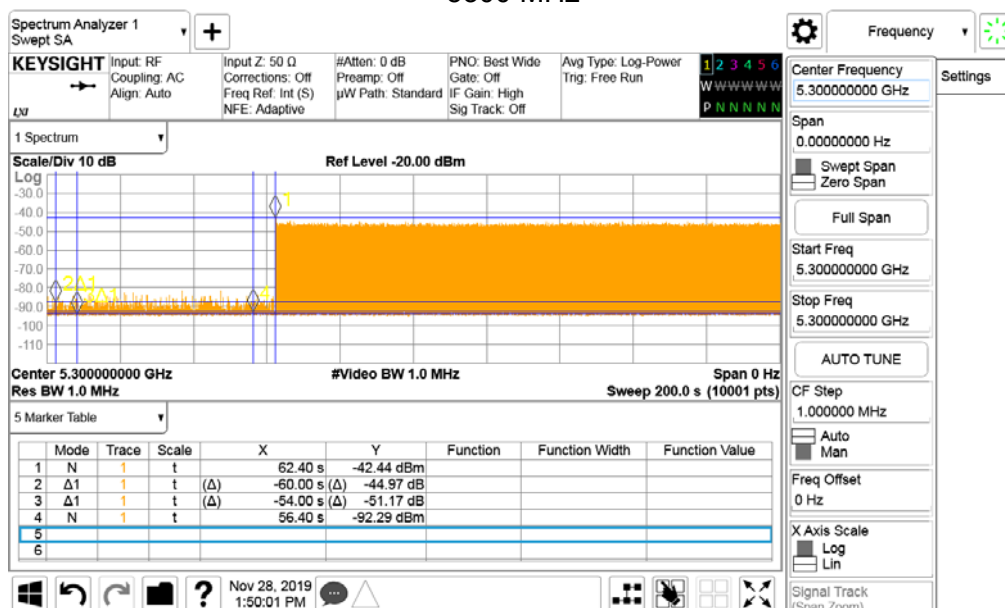 Spectrum Analyzer 1
Swept SA
Frequency
KEYSIGHT
Input: RF
Coupling: AC
Align: Auto
Input Z: 50 Ω
Corrections: Off
Freq Ref: Int (S)
NFE: Adaptive
#Atten: 0 dB
Preamp: Off
µW Path: Standard
PNO: Best Wide
Gate: Off
IF Gain: High
Sig Track: Off
Avg Type: Log-Power
Trig: Free Run
1 2 3 4 5 6
W W W W W W
P N N N N N
LXI
1 Spectrum
Scale/Div 10 dB
Ref Level -20.00 dBm
Log
-30.0
-40.0
-50.0
-60.0
-70.0
-80.0
-90.0
-100
-110
1
2Δ1
3Δ1
4
Center 5.300000000 GHz
#Video BW 1.0 MHz
Span 0 Hz
Res BW 1.0 MHz
Sweep 200.0 s (10001 pts)
5 Marker Table
Mode Trace Scale X Y Function Function Width Function Value
1 N 1 t 62.40 s -42.44 dBm
2 Δ1 1 t (Δ) -60.00 s (Δ) -44.97 dB
3 Δ1 1 t (Δ) -54.00 s (Δ) -51.17 dB
4 N 1 t 56.40 s -92.29 dBm
5
6
Nov 28, 2019
1:50:01 PM
Center Frequency
5.300000000 GHz
Settings
Span
0.00000000 Hz
Swept Span
Zero Span
Full Span
Start Freq
5.300000000 GHz
Stop Freq
5.300000000 GHz
AUTO TUNE
CF Step
1.000000 MHz
Auto
Man
Freq Offset
0 Hz
X Axis Scale
Log
Lin
Signal Track
(Span Zoom)